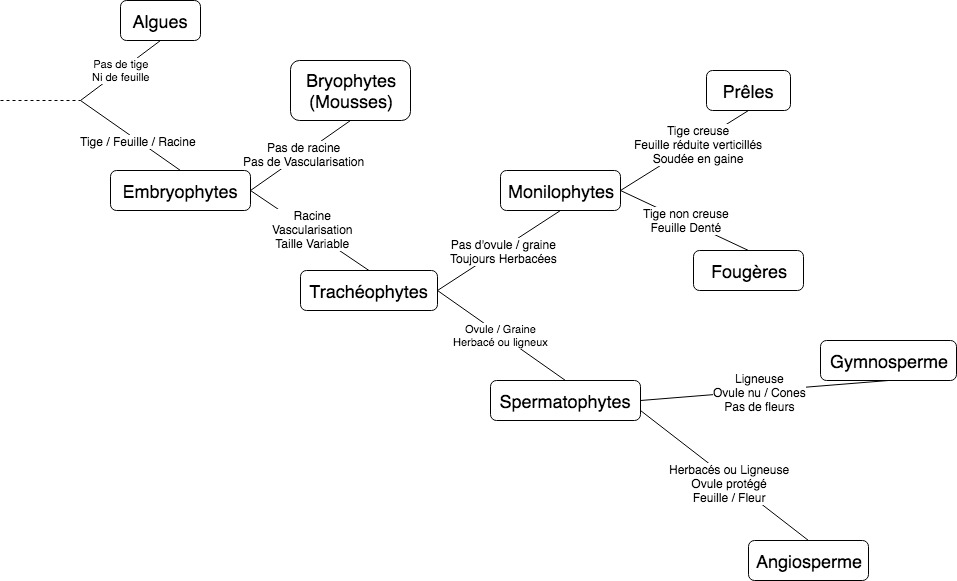 Algues
Pas de tige
Ni de feuille
Tige / Feuille / Racine
Embryophytes
Bryophytes
(Mousses)
Pas de racine
Pas de Vascularisation
Racine
Vascularisation
Taille Variable
Trachéophytes
Pas d'ovule / graine
Toujours Herbacées
Monilophytes
Prêles
Tige creuse
Feuille réduite verticillés
Soudée en gaine
Tige non creuse
Feuille Denté
Fougères
Ovule / Graine
Herbacé ou ligneux
Spermatophytes
Gymnosperme
Ligneuse
Ovule nu / Cones
Pas de fleurs
Herbacés ou Ligneuse
Ovule protégé
Feuille / Fleur
Angiosperme